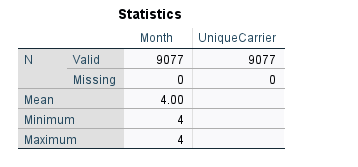 Statistics
Month UniqueCarrier
N Valid 9077 9077
Missing 0 0
Mean 4.00
Minimum 4
Maximum 4